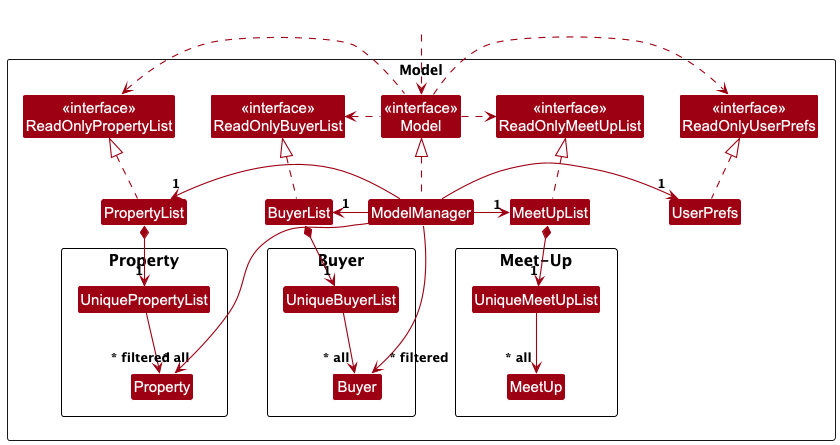 Model
«interface»
ReadOnlyPropertyList
«interface»
ReadOnlyBuyerList
«interface»
Model
«interface»
ReadOnlyMeetUpList
«interface»
ReadOnlyUserPrefs
1
1
1
1
PropertyList
BuyerList
ModelManager
MeetUpList
UserPrefs
Property
Buyer
Meet-Up
1
1
1
UniquePropertyList
UniqueBuyerList
UniqueMeetUpList
* filtered
* all
* all
* filtered
* all
Property
Buyer
MeetUp